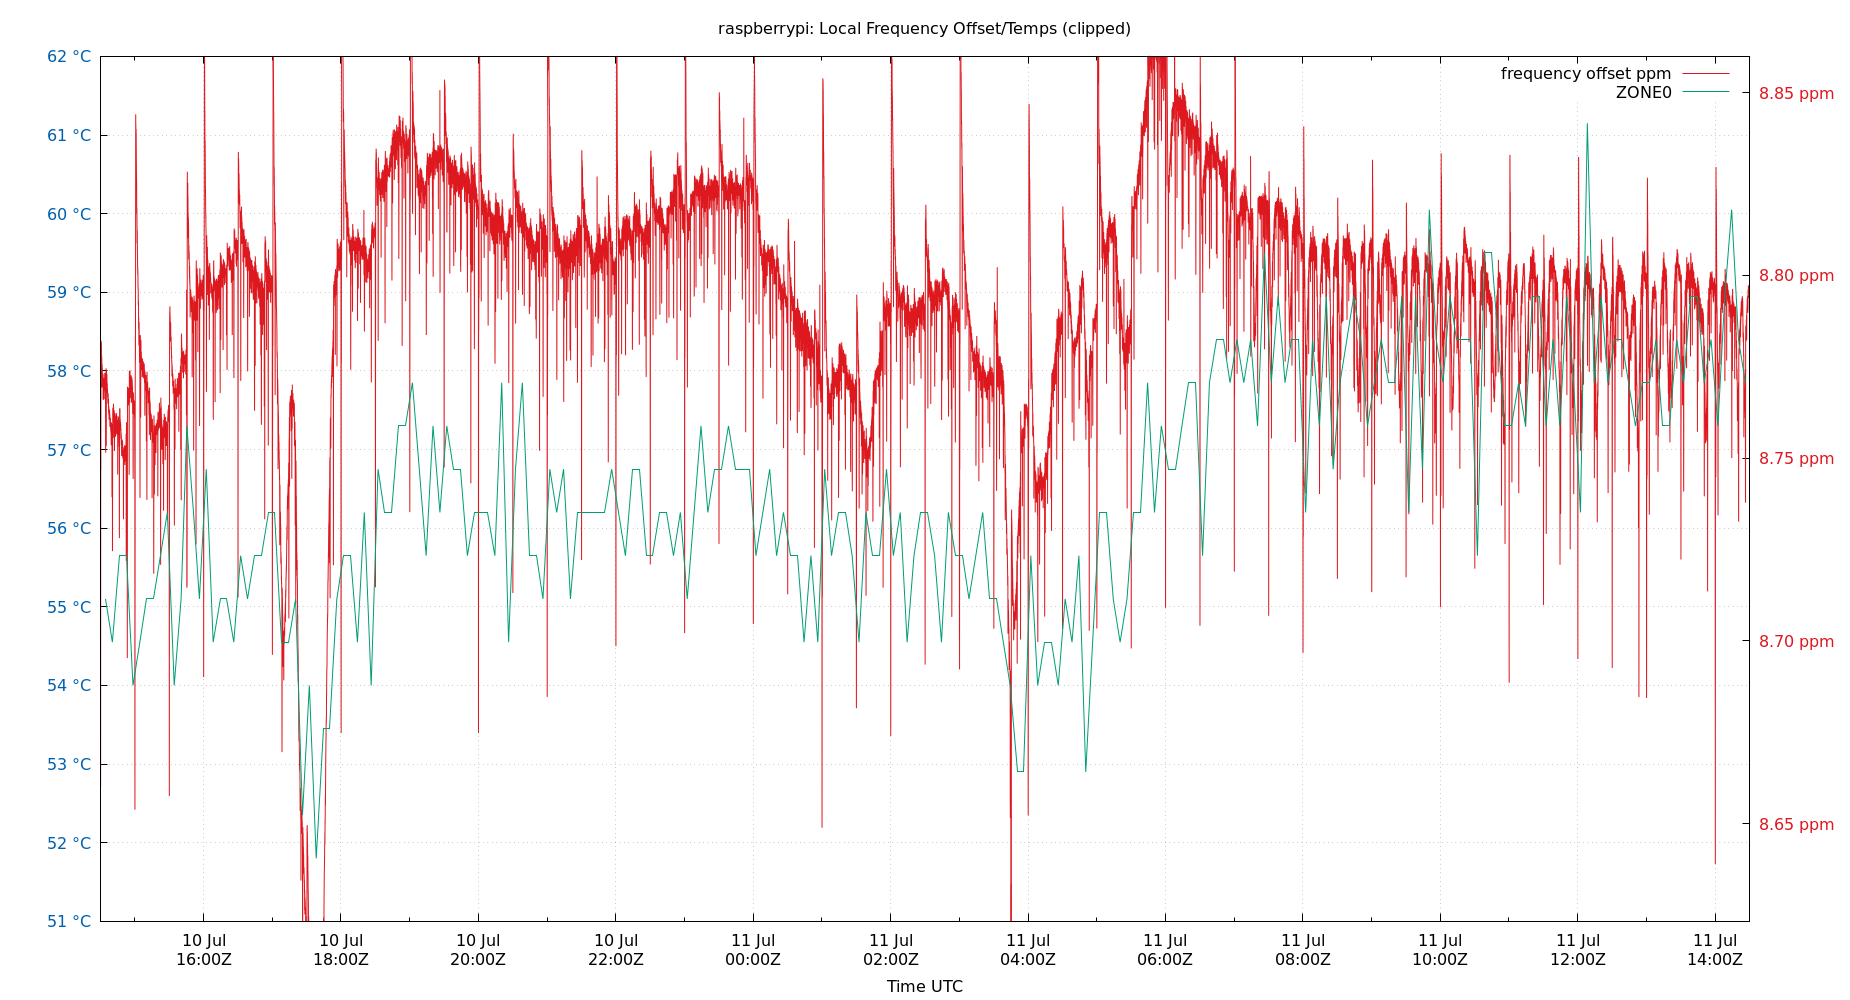 raspberrypi: Local Frequency Offset/Temps (clipped)
62 °C
61 °C
60 °C
59 °C
58 °C
57 °C
56 °C
55 °C
54 °C
53 °C
52 °C
51 °C
frequency offset ppm
ZONE0
8.85 ppm
8.80 ppm
8.75 ppm
8.70 ppm
8.65 ppm
10 Jul
16:00Z
10 Jul
18:00Z
10 Jul
20:00Z
10 Jul
22:00Z
11 Jul
00:00Z
11 Jul
02:00Z
11 Jul
04:00Z
11 Jul
06:00Z
11 Jul
08:00Z
11 Jul
10:00Z
11 Jul
12:00Z
11 Jul
14:00Z
Time UTC